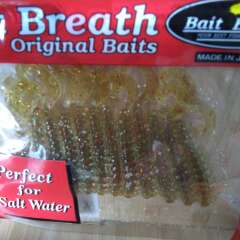 Breath
Original Baits
Bait
MADE IN
Perfect
for
Salt Water